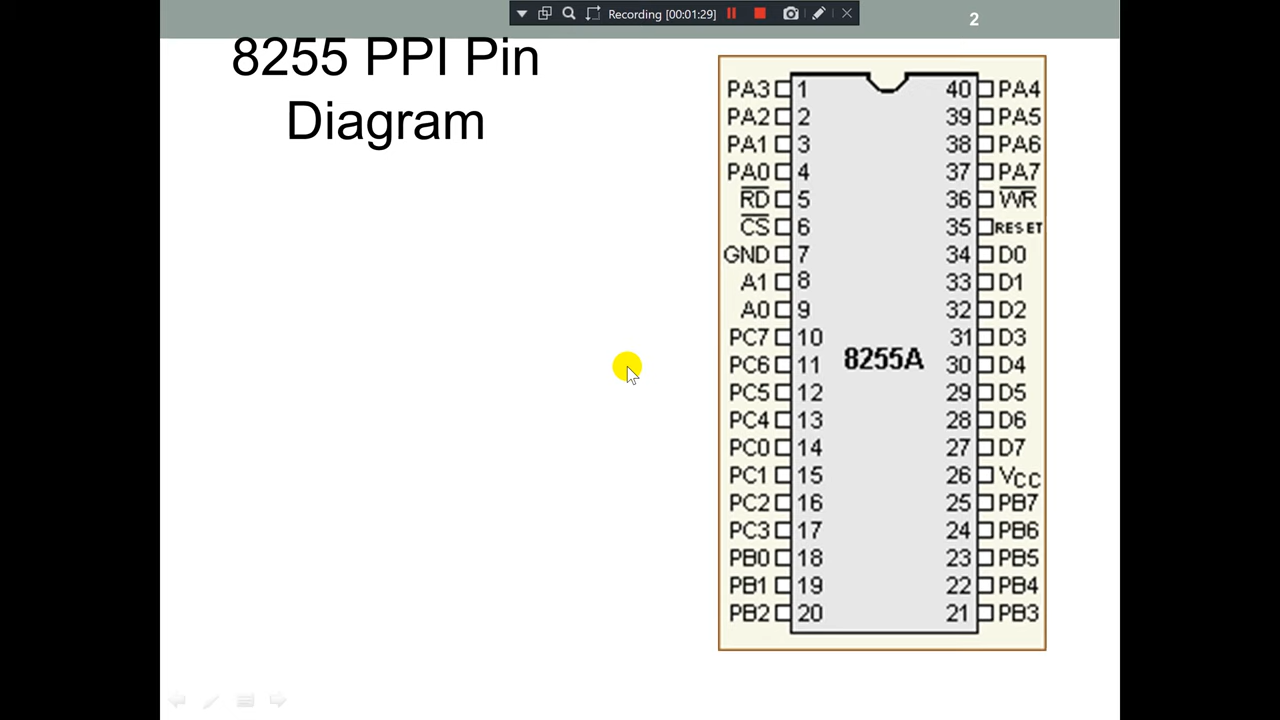 Recording [00:01:29]
2
8255 PPI Pin
Diagram
PA3 1 40 PA4
PA2 2 39 PA5
PA1 3 38 PA6
PA0 4 37 PA7
RD 5 36 WR
CS 6 35 RESET
GND 7 34 D0
A1 8 33 D1
A0 9 32 D2
PC7 10 31 D3
8255A
PC6 11 30 D4
PC5 12 29 D5
PC4 13 28 D6
PC0 14 27 D7
PC1 15 26 VCC
PC2 16 25 PB7
PC3 17 24 PB6
PB0 18 23 PB5
PB1 19 22 PB4
PB2 20 21 PB3